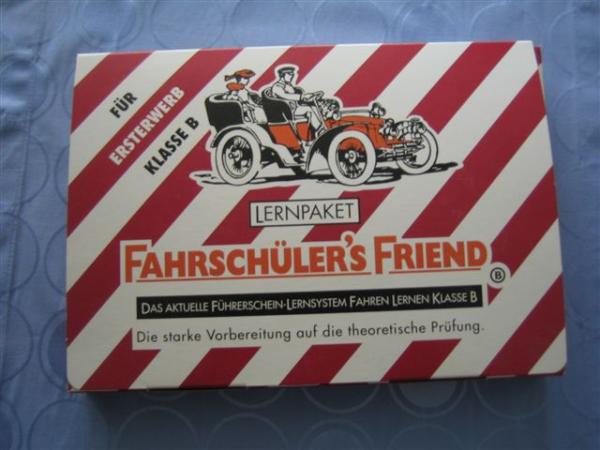 FÜR
ERSTERWERB
KLASSE B
LERNPAKET
FAHRSCHÜLER'S FRIEND
B
DAS AKTUELLE FÜHRERSCHEIN-LERNSYSTEM FAHREN LERNEN KLASSE B
Die starke Vorbereitung auf die theoretische Prüfung.